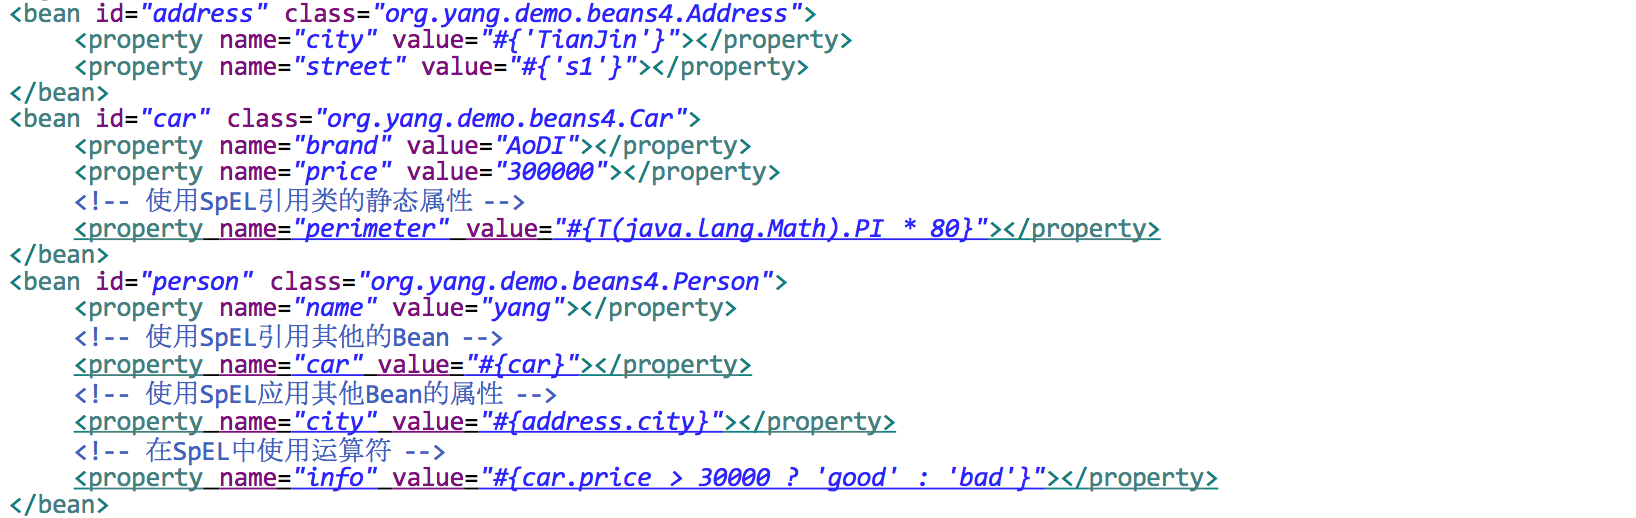 <bean id="address" class="org.yang.demo.beans4.Address">
<property name="city" value="#{'TianJin'}"></property>
<property name="street" value="#{'s1'}"></property>
</bean>
<bean id="car" class="org.yang.demo.beans4.Car">
<property name="brand" value="AoDI"></property>
<property name="price" value="300000"></property>
<!-- 使用SpEL引用类的静态属性 -->
<property name="perimeter" value="#{T(java.lang.Math).PI * 80}"></property>
</bean>
<bean id="person" class="org.yang.demo.beans4.Person">
<property name="name" value="yang"></property>
<!-- 使用SpEL引用其他的Bean -->
<property name="car" value="#{car}"></property>
<!-- 使用SpEL应用其他Bean的属性 -->
<property name="city" value="#{address.city}"></property>
<!-- 在SpEL中使用运算符 -->
<property name="info" value="#{car.price > 30000 ? 'good' : 'bad'}"></property>
</bean>